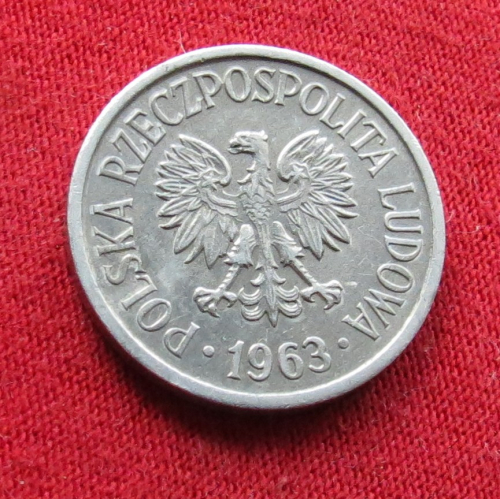 POLSKA RZECZPOSPOLITA LUDOWA
· 1963 ·